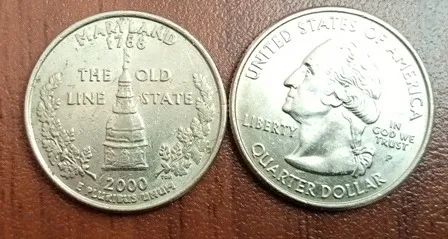 MARYLAND
1788
THE OLD
LINE STATE
2000
E PLURIBUS UNUM
UNITED STATES OF AMERICA
LIBERTY
IN
GOD WE
TRUST
P
QUARTER DOLLAR